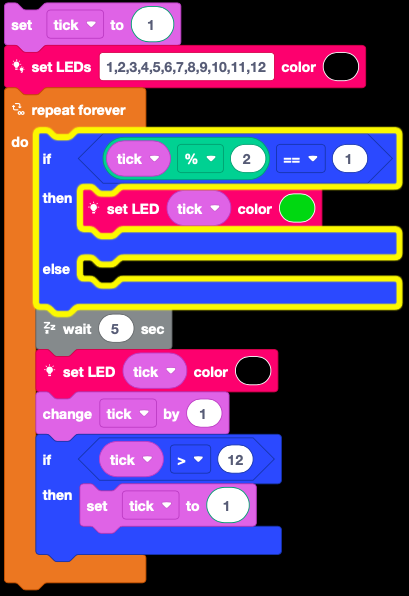 set tick to 1
set LEDs 1,2,3,4,5,6,7,8,9,10,11,12 color
repeat forever
do if tick % 2 == 1
then set LED tick color
else
Zz wait 5 sec
set LED tick color
change tick by 1
if tick > 12
then set tick to 1